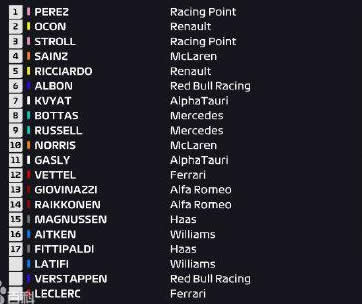 1 PEREZ Racing Point
2 OCON Renault
3 STROLL Racing Point
4 SAINZ McLaren
5 RICCIARDO Renault
6 ALBON Red Bull Racing
7 KVYAT AlphaTauri
8 BOTTAS Mercedes
9 RUSSELL Mercedes
10 NORRIS McLaren
11 GASLY AlphaTauri
12 VETTEL Ferrari
13 GIOVINAZZI Alfa Romeo
14 RAIKKONEN Alfa Romeo
15 MAGNUSSEN Haas
16 AITKEN Williams
17 FITTIPALDI Haas
LATIFI Williams
VERSTAPPEN Red Bull Racing
LECLERC Ferrari